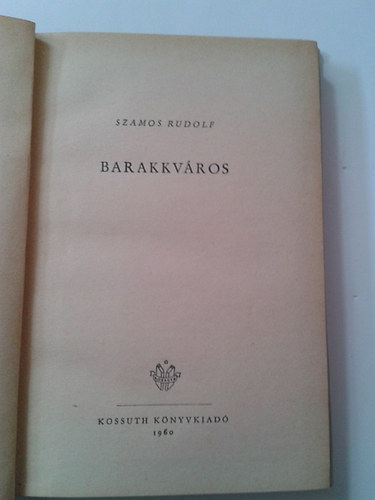 SZAMOS RUDOLF
BARAKKVÁROS
KOSSUTH KÖNYVKIADÓ
1960